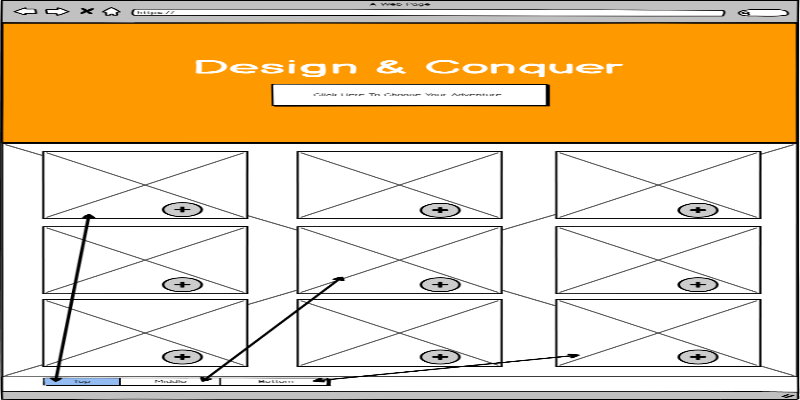 A Web Page
https://
Design & Conquer
Click Here To Choose Your Adventure
Top Middle Bottom